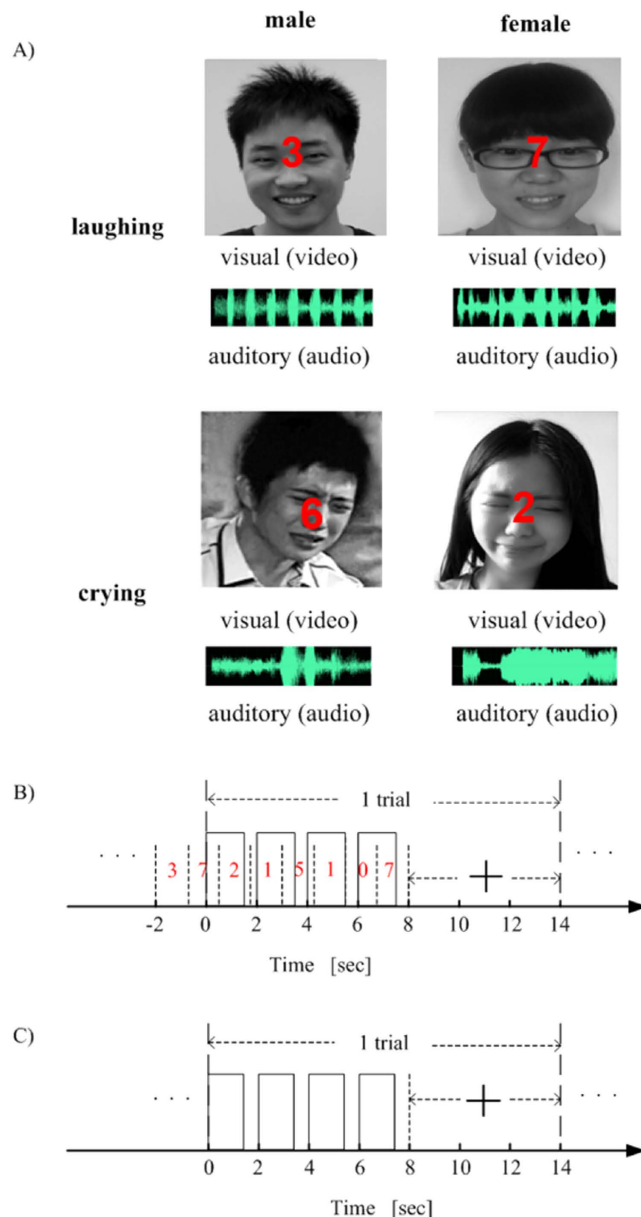 male female
A)
3 7
laughing
visual (video) visual (video)
auditory (audio) auditory (audio)
6 2
crying
visual (video) visual (video)
auditory (audio) auditory (audio)
B)
1 trial
. . . . . .
3 7 2 1 5 1 0 7
-2 0 2 4 6 8 10 12 14
Time [sec]
C)
1 trial
. . . . . .
0 2 4 6 8 10 12 14
Time [sec]